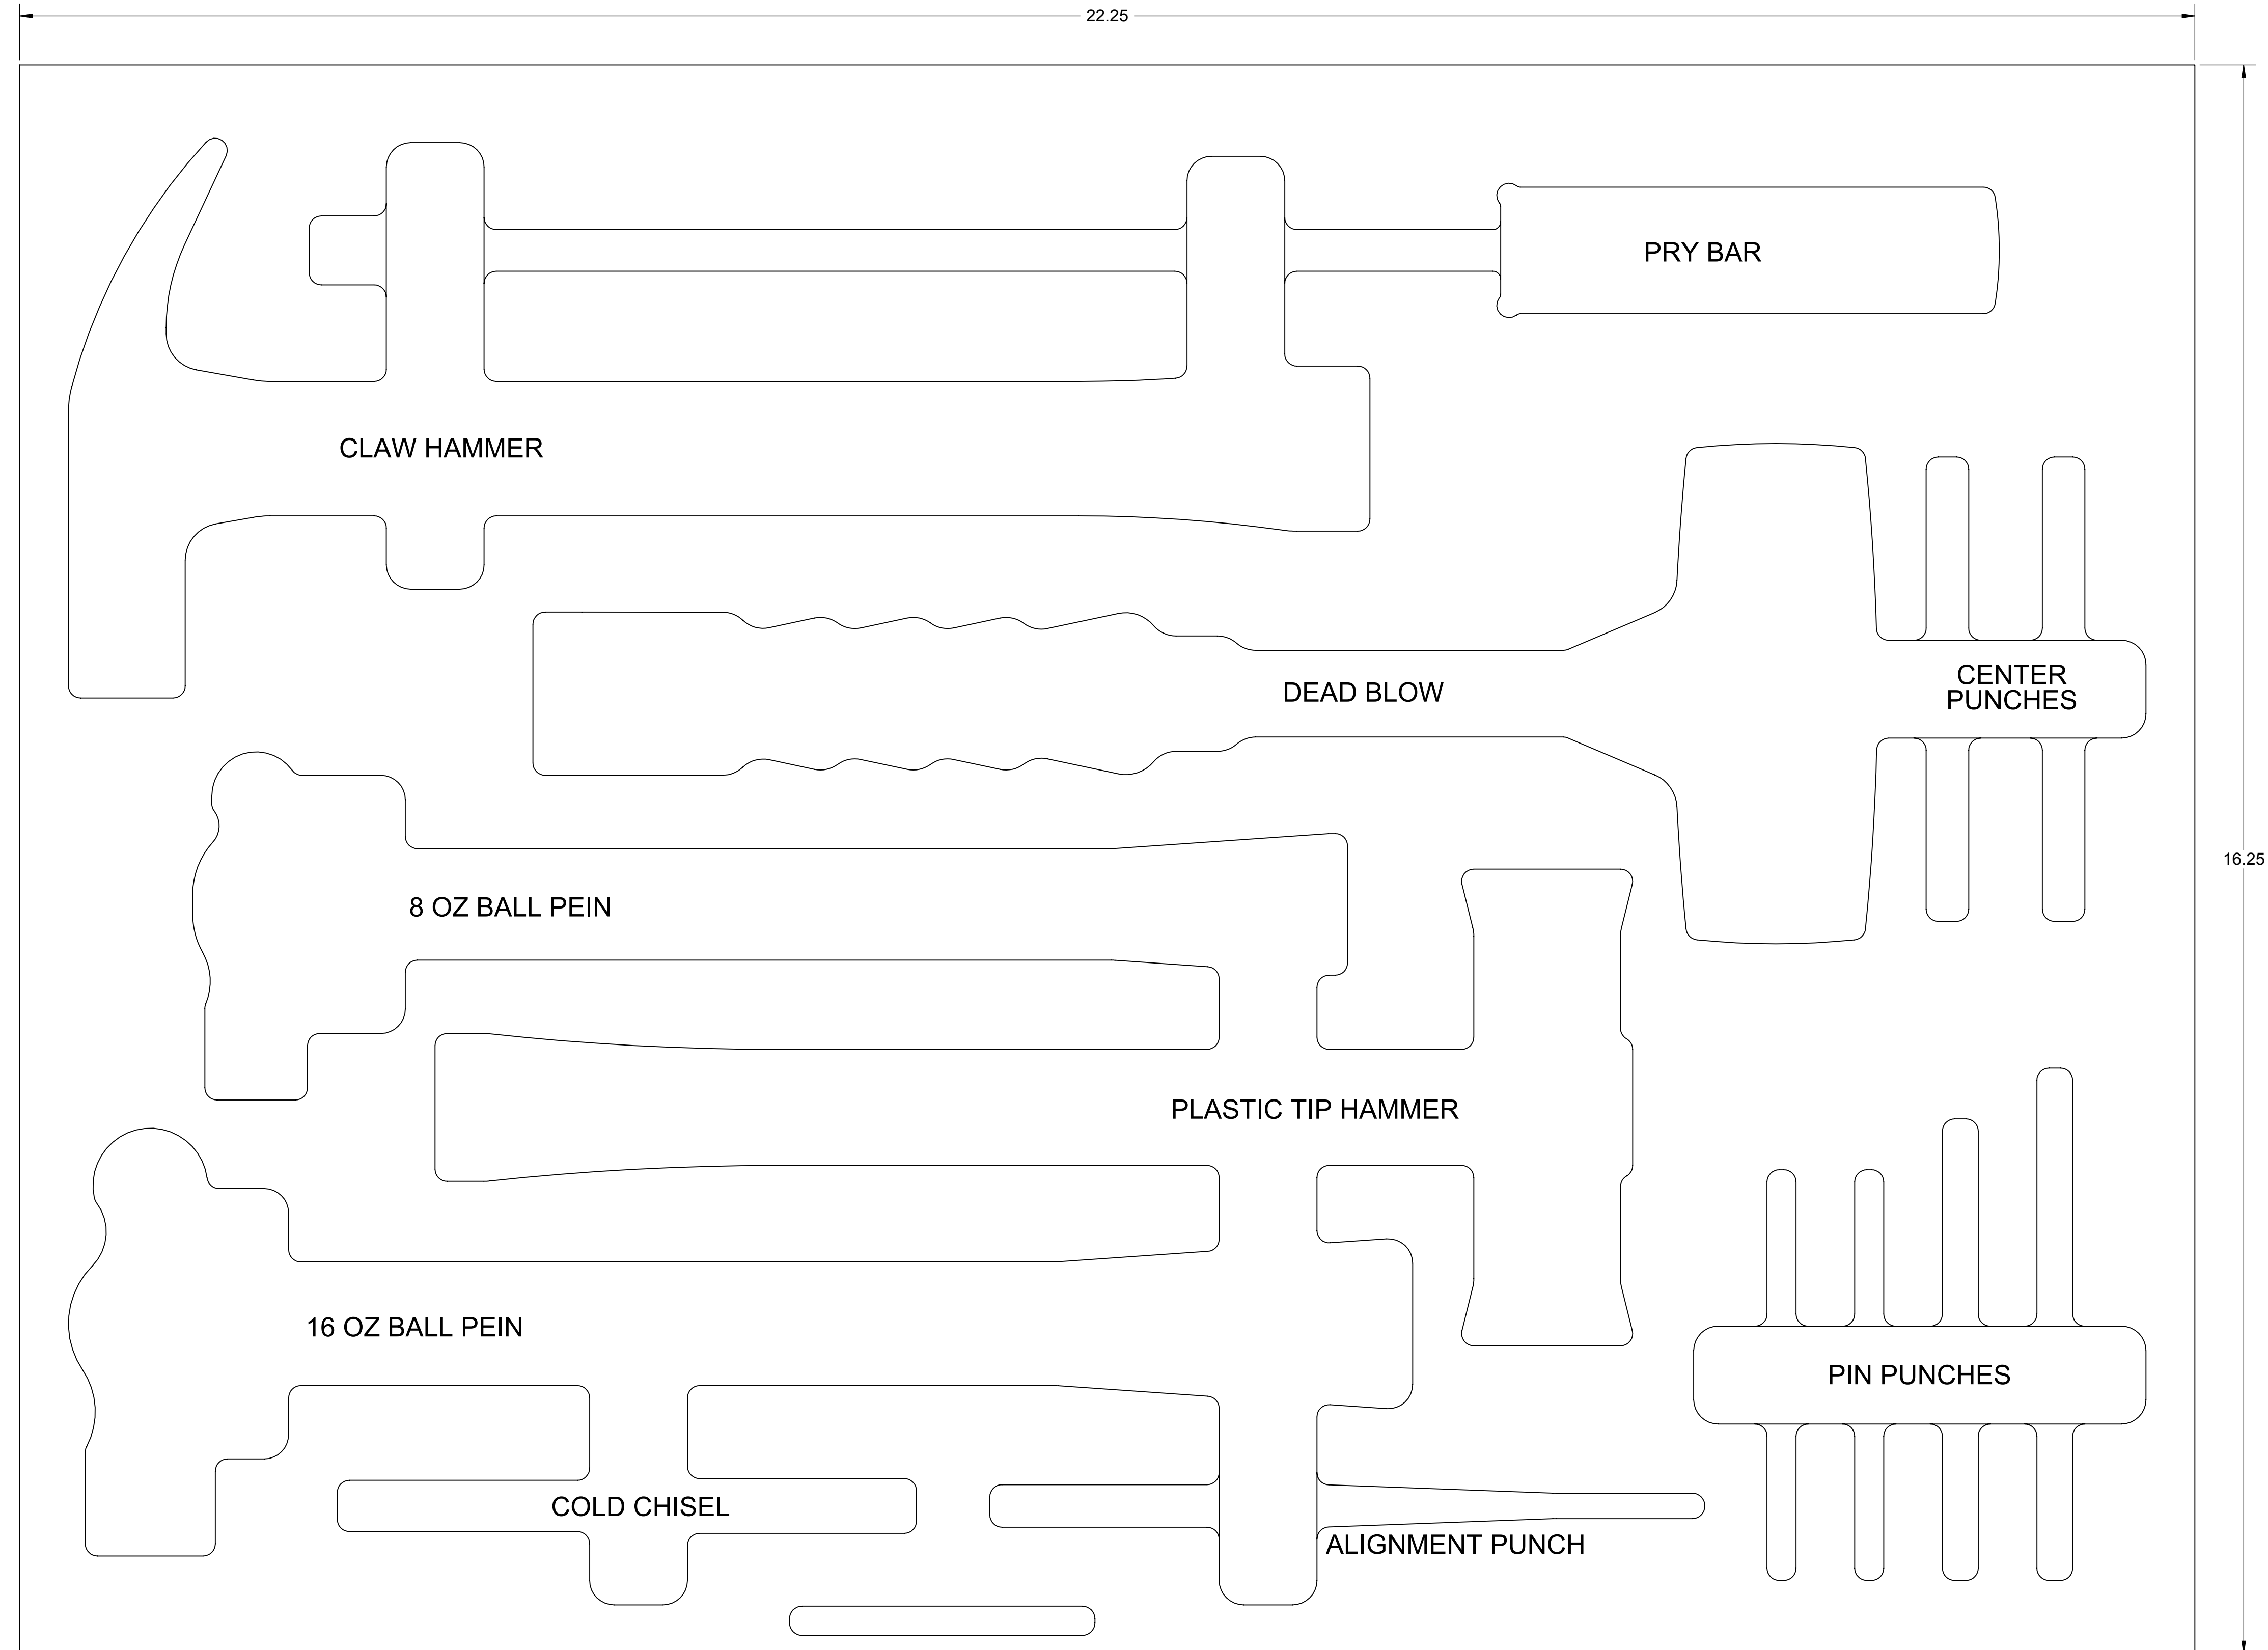 22.25
PRY BAR
CLAW HAMMER
CENTER
PUNCHES
DEAD BLOW
16.25
8 OZ BALL PEIN
PLASTIC TIP HAMMER
16 OZ BALL PEIN
PIN PUNCHES
COLD CHISEL
ALIGNMENT PUNCH